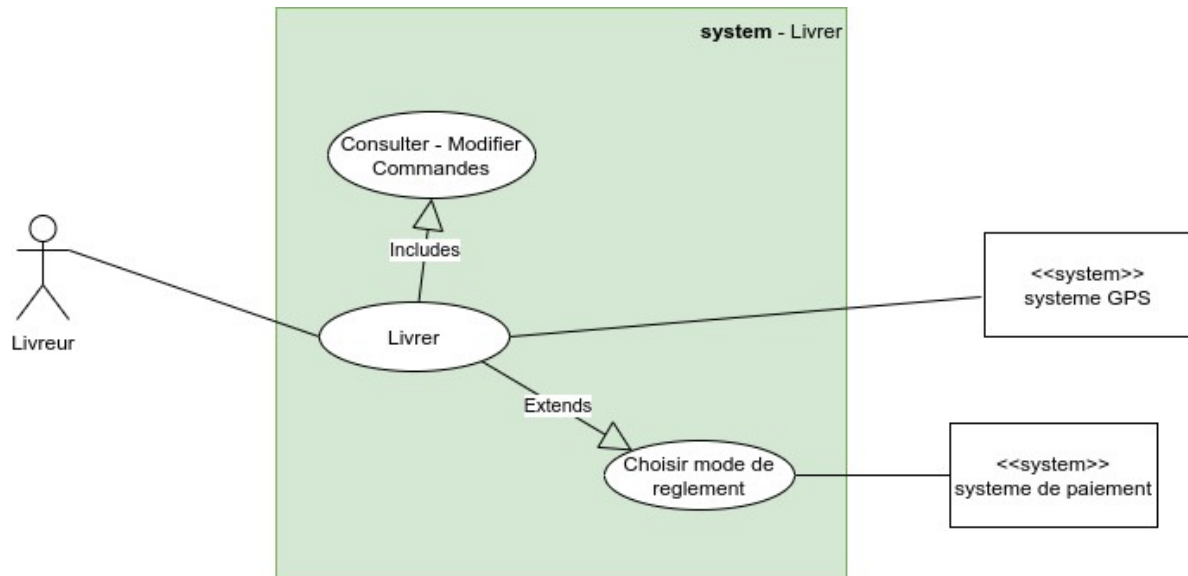 system - Livrer
Consulter - Modifier
Commandes
Includes
Livreur
Livrer
<<system>>
systeme GPS
Extends
Choisir mode de
reglement
<<system>>
systeme de paiement